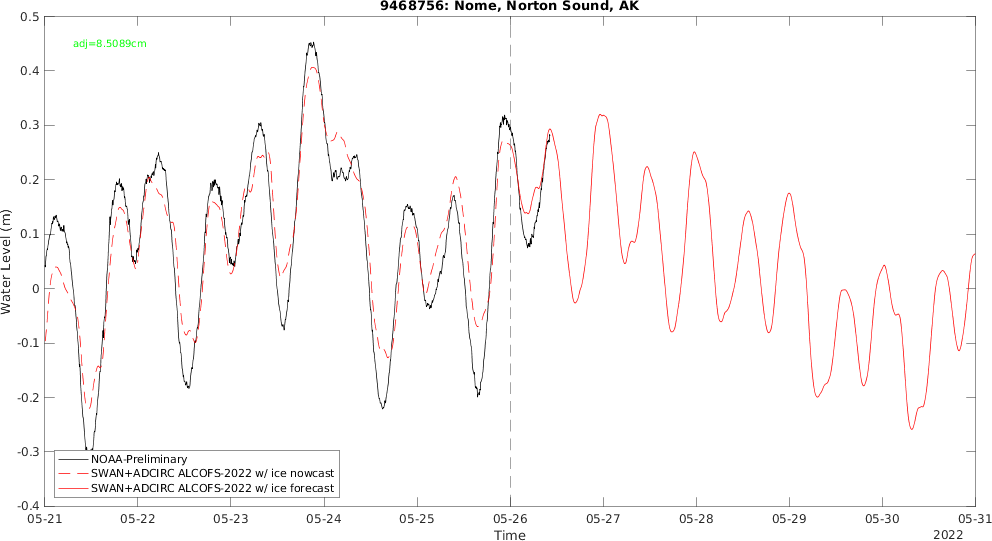 9468756: Nome, Norton Sound, AK
adj=8.5089cm
0.5
0.4
0.3
0.2
0.1
0
-0.1
-0.2
-0.3
-0.4
Water Level (m)
NOAA-Preliminary
SWAN+ADCIRC ALCOFS-2022 w/ ice nowcast
SWAN+ADCIRC ALCOFS-2022 w/ ice forecast
05-21 05-22 05-23 05-24 05-25 05-26 05-27 05-28 05-29 05-30 05-31
Time
2022